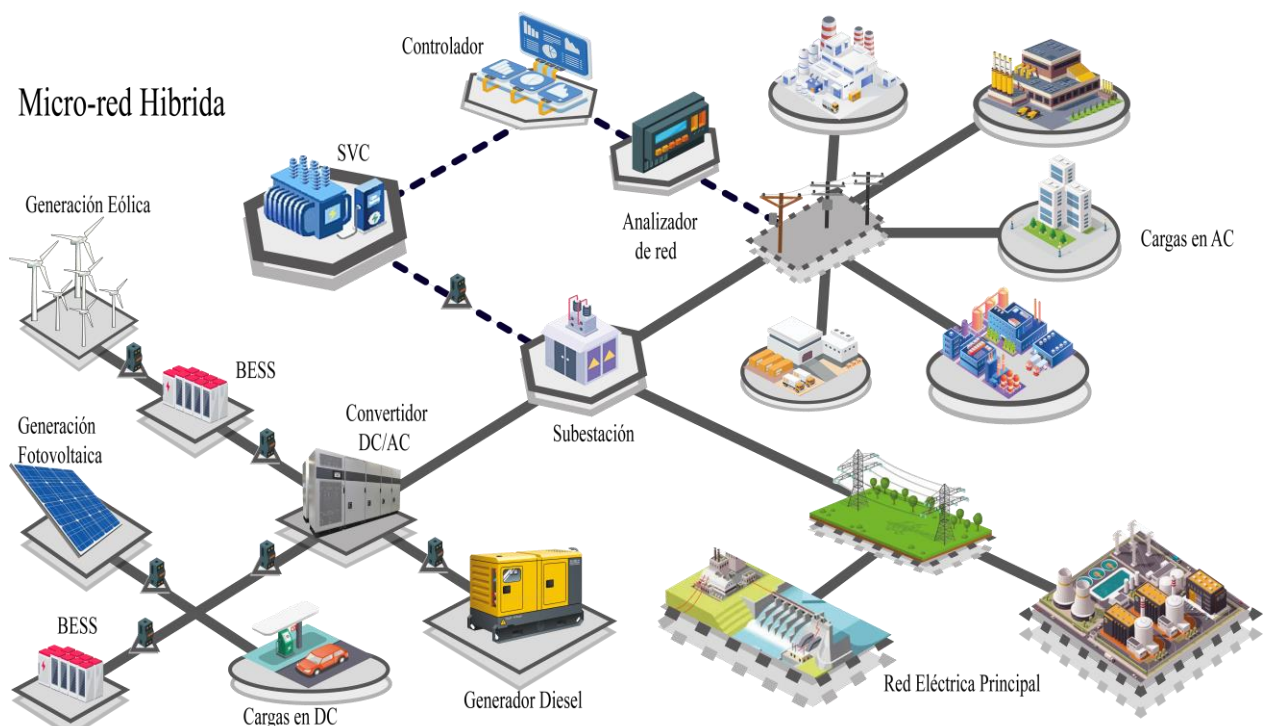 Controlador
Micro-red Hibrida
SVC
Generación Eólica
Analizador
de red
Cargas en AC
BESS
Convertidor
DC/AC
Subestación
Generación
Fotovoltaica
BESS
Cargas en DC
Generador Diesel
Red Eléctrica Principal